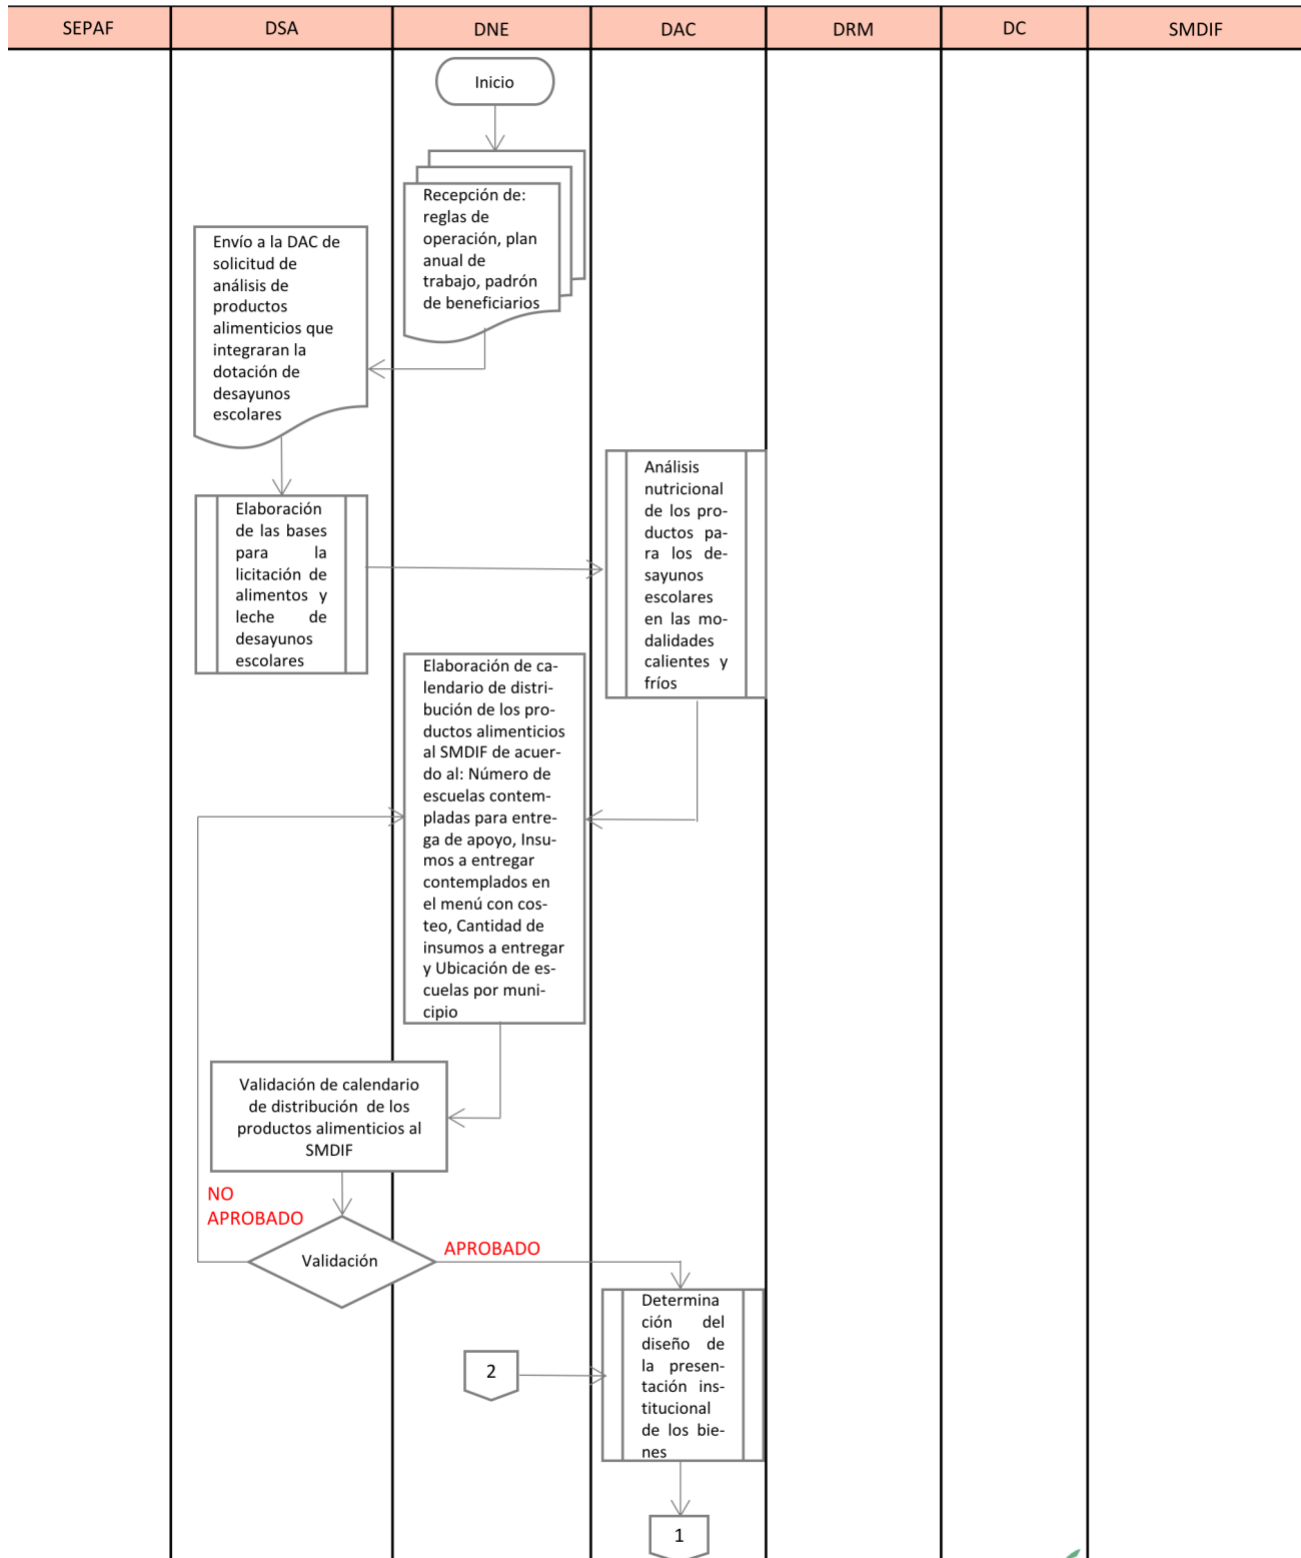 SEPAF DSA DNE DAC DRM DC SMDIF
Inicio
Recepción de:
reglas de
operación, plan
anual de
trabajo, padrón
de beneficiarios
Envío a la DAC de
solicitud de
análisis de
productos
alimenticios que
integraran la
dotación de
desayunos
escolares
Elaboración
de las bases
para la
licitación de
alimentos y
leche de
desayunos
escolares
Análisis
nutricional
de los pro-
ductos pa-
ra los de-
sayunos
escolares
en las mo-
dalidades
calientes y
fríos
Elaboración de ca-
lendario de distri-
bución de los pro-
ductos alimenticios
al SMDIF de acuer-
do al: Número de
escuelas contem-
pladas para entre-
ga de apoyo, Insu-
mos a entregar
contemplados en
el menú con cos-
teo, Cantidad de
insumos a entregar
y Ubicación de es-
cuelas por muni-
cipio
Validación de calendario
de distribución  de los
productos alimenticios al
SMDIF
NO
APROBADO
Validación
APROBADO
Determina
ción del
diseño de
la presen-
tación ins-
titucional
de los bie-
nes
2
1